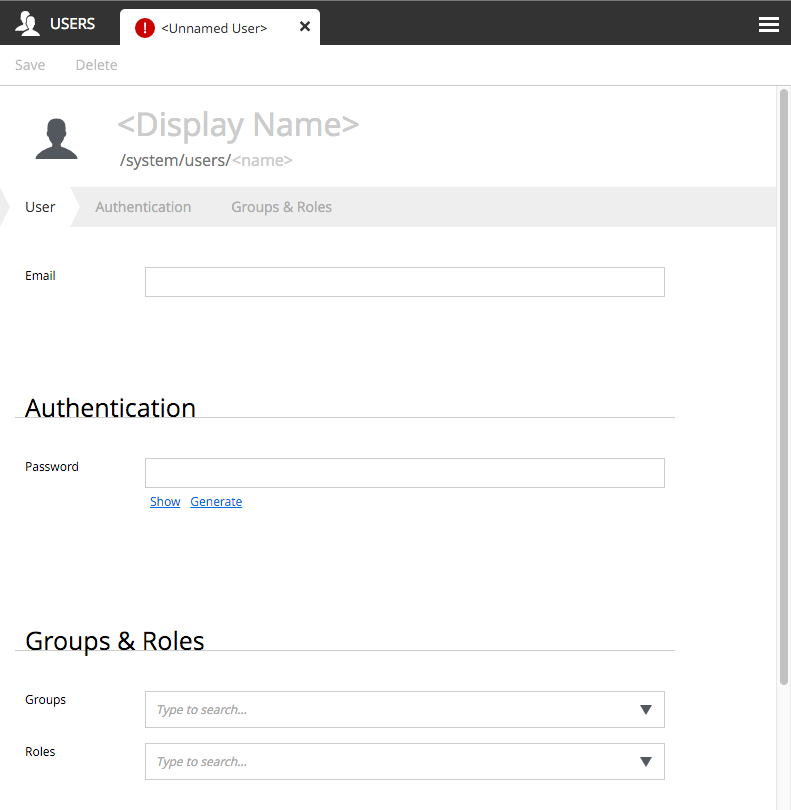 USERS
! <Unnamed User>
Save Delete
<Display Name>
/system/users/<name>
User Authentication Groups & Roles
Email
Authentication
Password
Show Generate
Groups & Roles
Groups Type to search...
Roles Type to search...